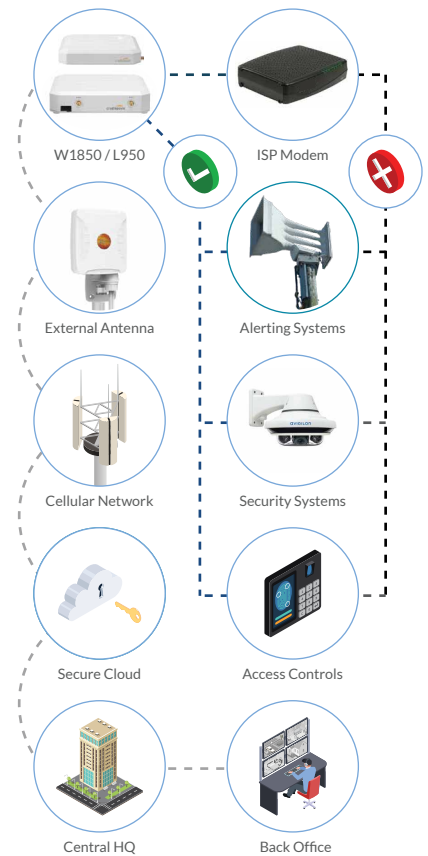 W1850 / L950
ISP Modem
External Antenna
Alerting Systems
Cellular Network
AVIGILON
Security Systems
Secure Cloud
Access Controls
Central HQ
Back Office